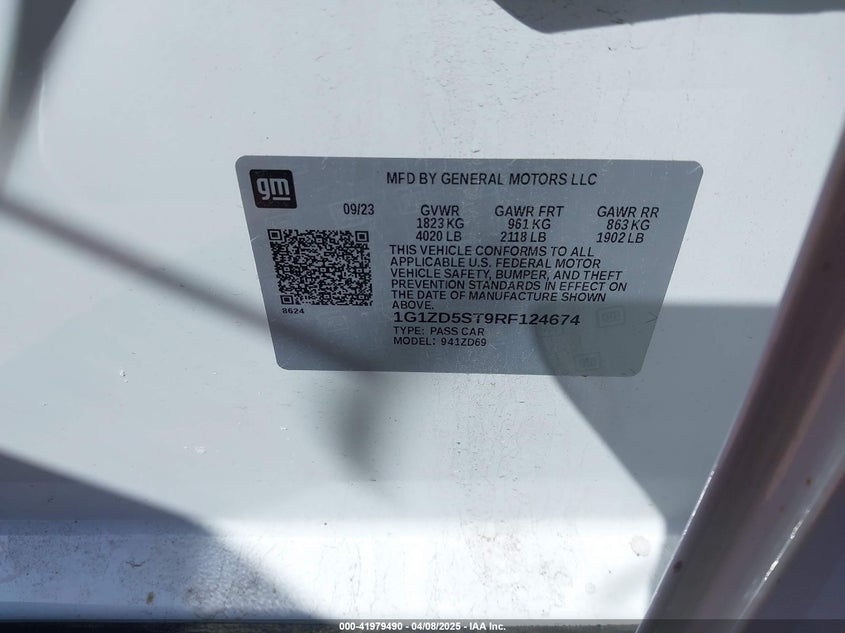 gm
MFD BY GENERAL MOTORS LLC
09/23 GVWR GAWR FRT GAWR RR
1823 KG 961 KG 863 KG
4020 LB 2118 LB 1902 LB
THIS VEHICLE CONFORMS TO ALL
APPLICABLE U.S. FEDERAL MOTOR
VEHICLE SAFETY, BUMPER, AND THEFT
PREVENTION STANDARDS IN EFFECT ON
THE DATE OF MANUFACTURE SHOWN
ABOVE.
8624
1G1ZD5ST9RF124674
TYPE: PASS CAR
MODEL: 941ZD69
000-41979490 - 04/08/2025 - IAA Inc.